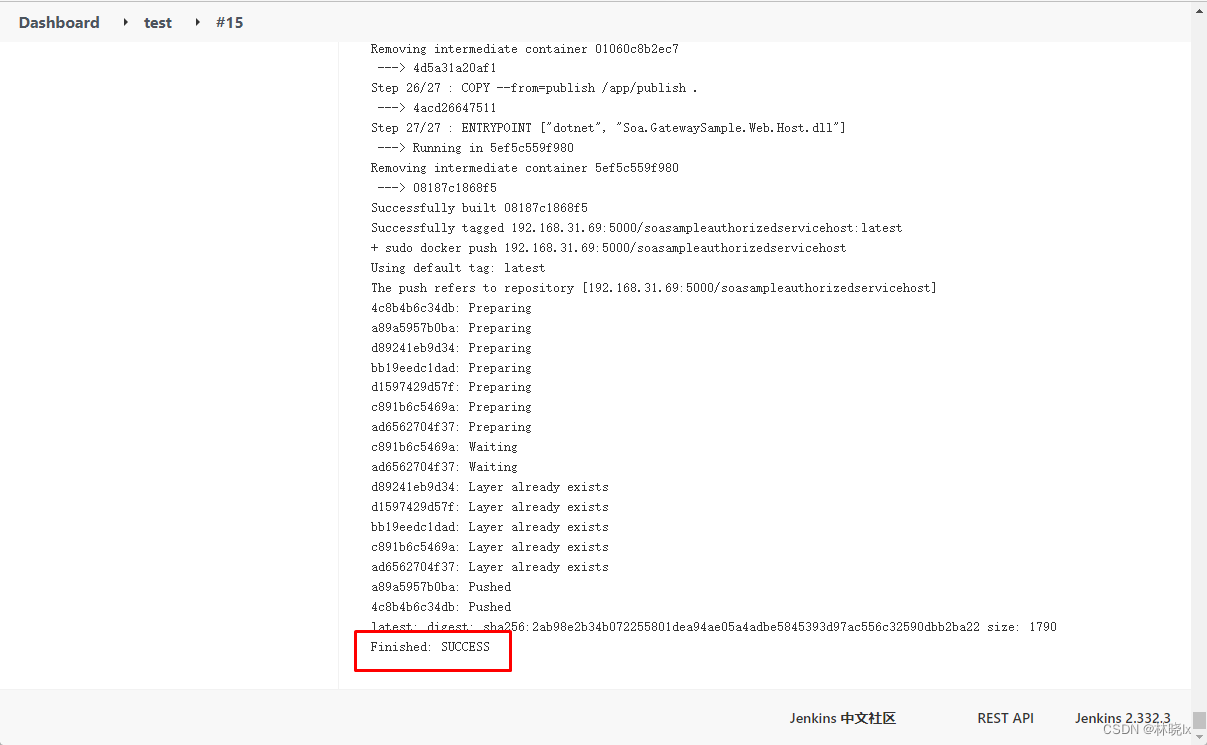 Dashboard ▸ test ▸ #15
Removing intermediate container 01060c8b2ec7
---> 4d5a31a20af1
Step 26/27 : COPY --from=publish /app/publish .
---> 4acd26647511
Step 27/27 : ENTRYPOINT ["dotnet", "Soa.GatewaySample.Web.Host.dll"]
---> Running in 5ef5c559f980
Removing intermediate container 5ef5c559f980
---> 08187c1868f5
Successfully built 08187c1868f5
Successfully tagged 192.168.31.69:5000/soasampleauthorizedservicehost:latest
+ sudo docker push 192.168.31.69:5000/soasampleauthorizedservicehost
Using default tag: latest
The push refers to repository [192.168.31.69:5000/soasampleauthorizedservicehost]
4c8b4b6c34db: Preparing
a89a5957b0ba: Preparing
d89241eb9d34: Preparing
bb19eedc1dad: Preparing
d1597429d57f: Preparing
c891b6c5469a: Preparing
ad6562704f37: Preparing
c891b6c5469a: Waiting
ad6562704f37: Waiting
d89241eb9d34: Layer already exists
d1597429d57f: Layer already exists
bb19eedc1dad: Layer already exists
c891b6c5469a: Layer already exists
ad6562704f37: Layer already exists
a89a5957b0ba: Pushed
4c8b4b6c34db: Pushed
latest: digest: sha256:2ab98e2b34b072255801dea94ae05a4adbe5845393d97ac556c32590dbb2ba22 size: 1790
Finished: SUCCESS
Jenkins 中文社区 REST API Jenkins 2.332.3
CSDN @林晓lx